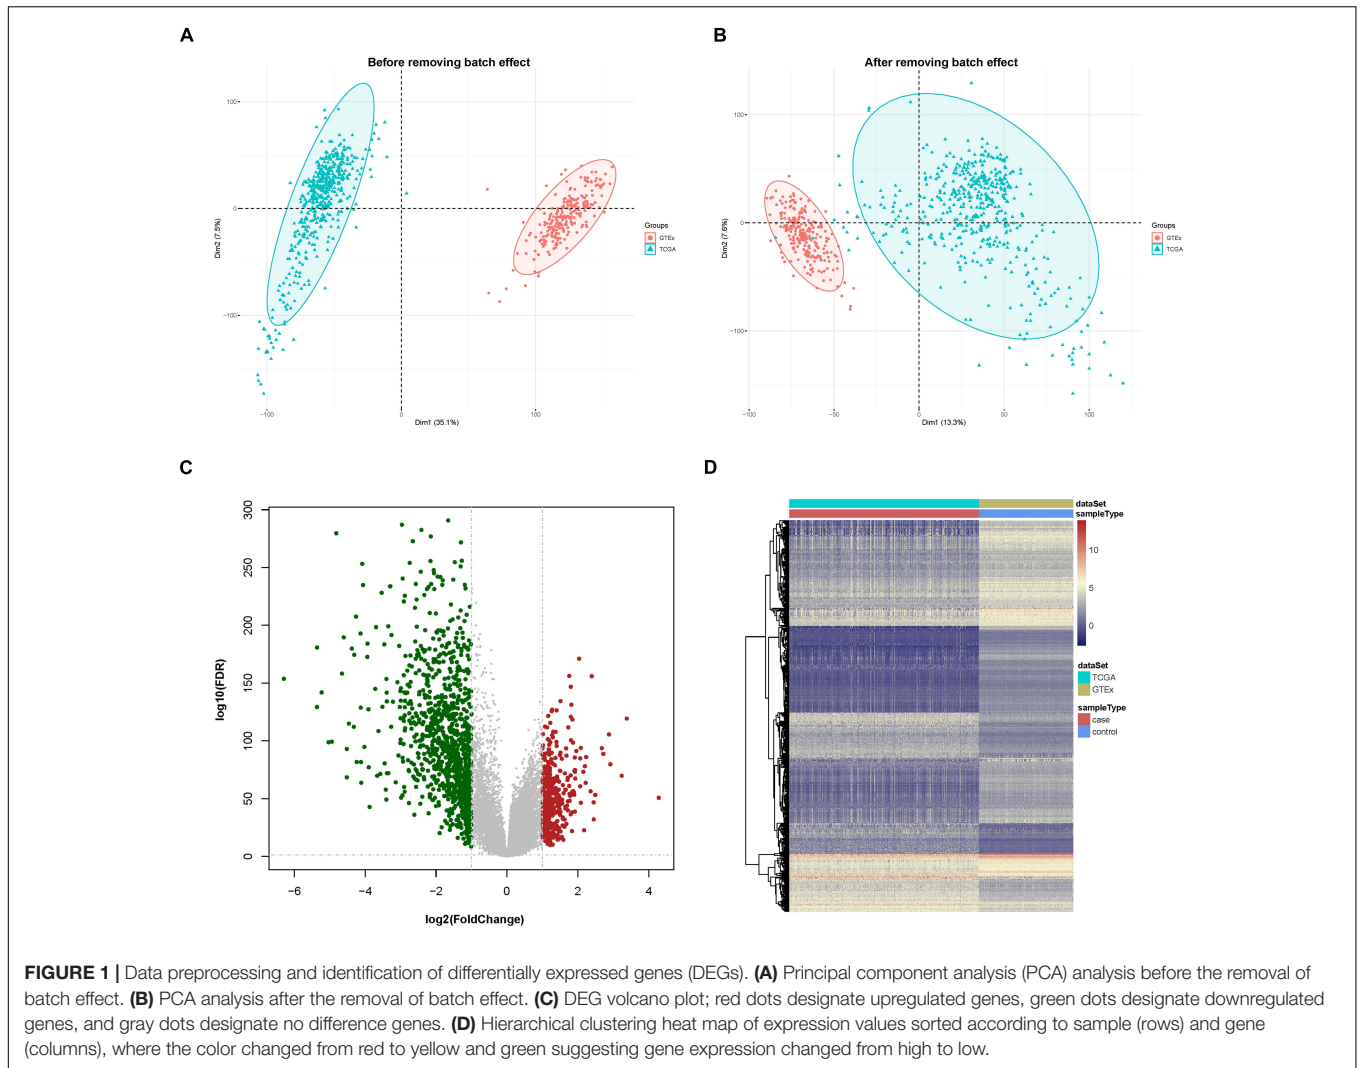 A
Before removing batch effect
100
0
−100
Dim2 (7.5%)
−100
0
100
Dim1 (35.1%)
Groups
GTEx
TCGA
B
After removing batch effect
100
0
−100
Dim2 (7.6%)
−100
−50
0
50
100
Dim1 (13.3%)
Groups
GTEx
TCGA
C
300
250
200
150
100
50
0
log10(FDR)
−6
−4
−2
0
2
4
log2(FoldChange)
D
dataSet
sampleType
10
5
0
dataSet
TCGA
GTEx
sampleType
case
control
FIGURE 1 | Data preprocessing and identification of differentially expressed genes (DEGs). (A) Principal component analysis (PCA) analysis before the removal of
batch effect. (B) PCA analysis after the removal of batch effect. (C) DEG volcano plot; red dots designate upregulated genes, green dots designate downregulated
genes, and gray dots designate no difference genes. (D) Hierarchical clustering heat map of expression values sorted according to sample (rows) and gene
(columns), where the color changed from red to yellow and green suggesting gene expression changed from high to low.